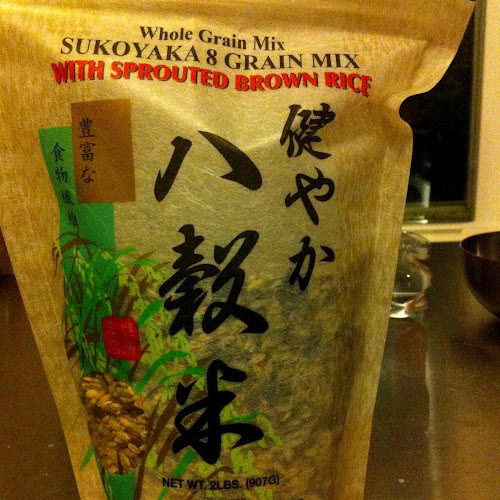 Whole Grain Mix
SUKOYAKA 8 GRAIN MIX
WITH SPROUTED BROWN RICE
健やか
八穀米
豊富な
食物繊維
NET WT. 2LBS. (907G)